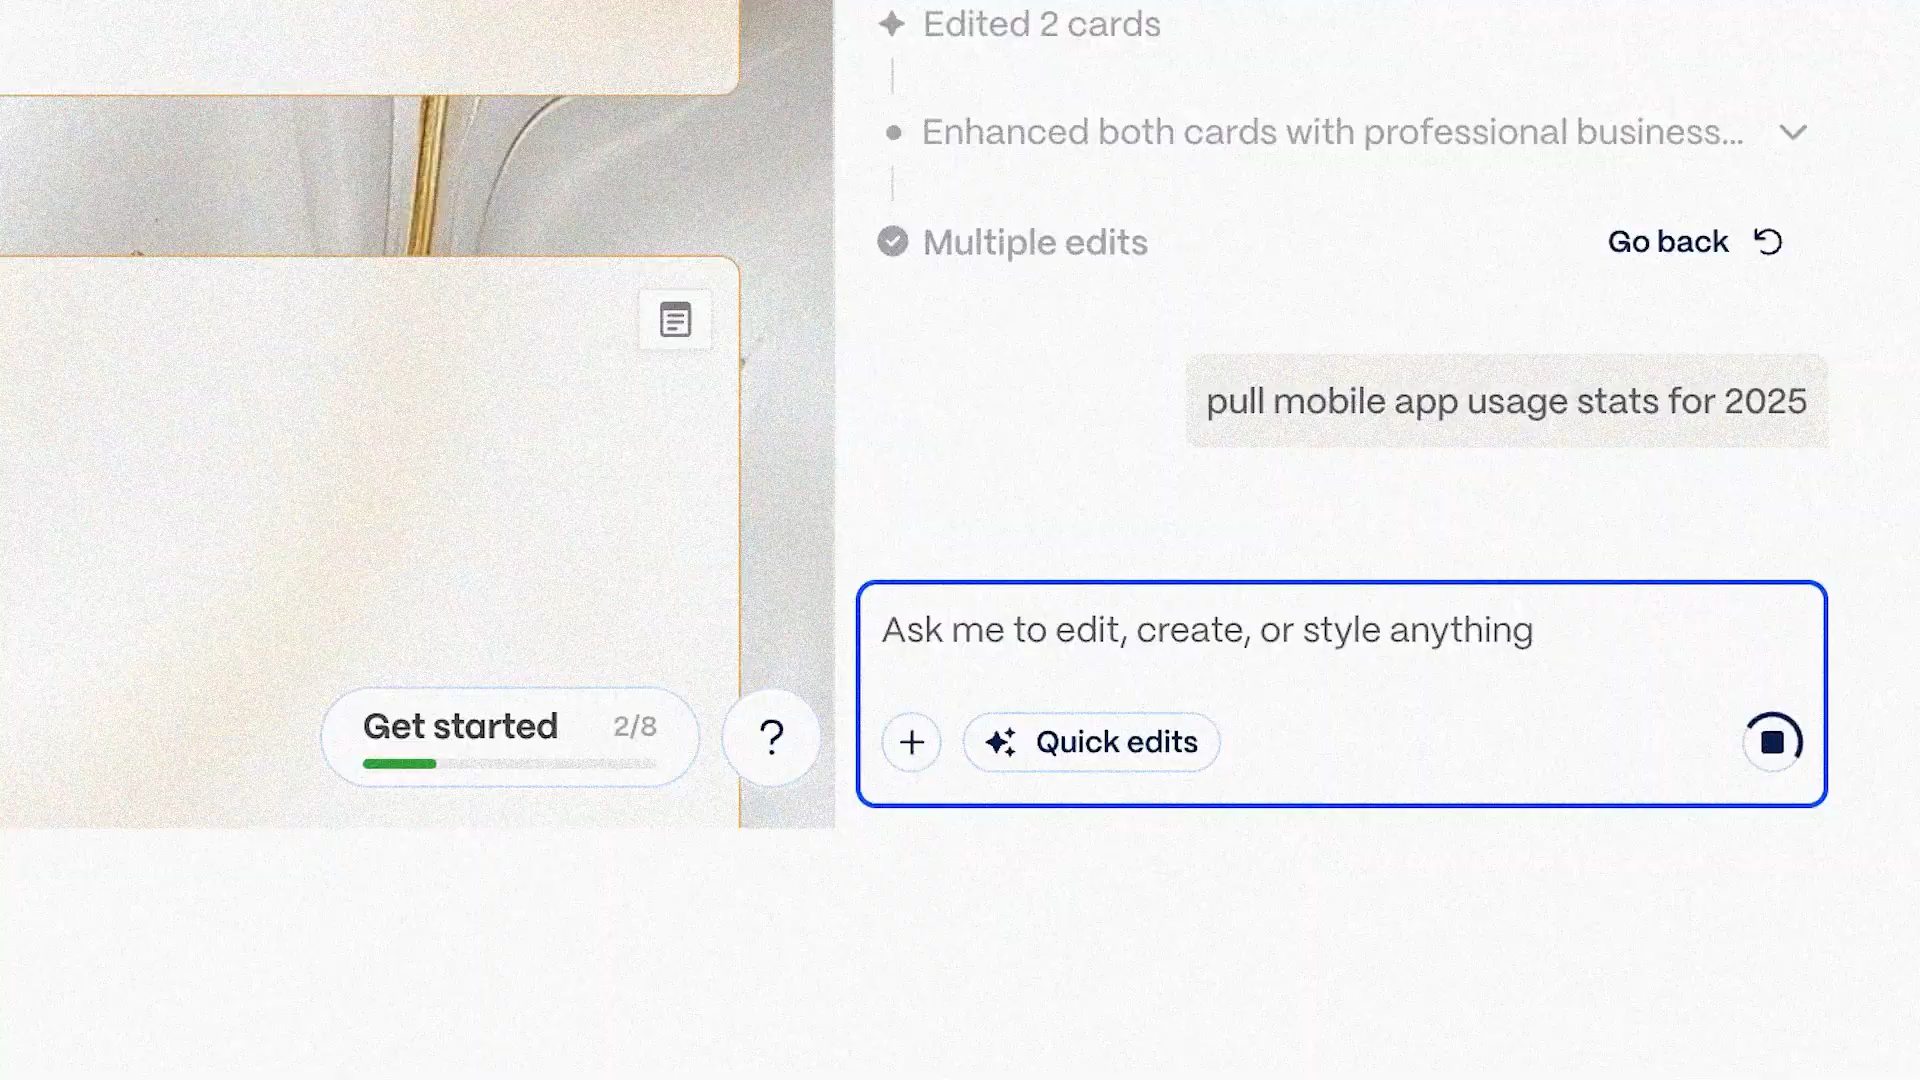 Edited 2 cards
Enhanced both cards with professional business...
Multiple edits
Go back
pull mobile app usage stats for 2025
Ask me to edit, create, or style anything
Quick edits
Get started 2/8
?